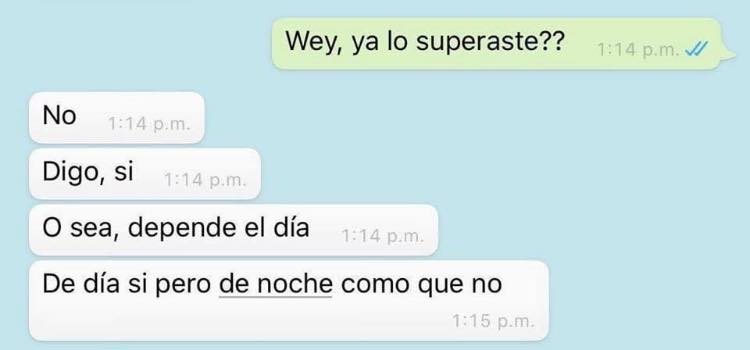 Wey, ya lo superaste?? 1:14 p.m.
No 1:14 p.m.
Digo, si 1:14 p.m.
O sea, depende el día 1:14 p.m.
De día si pero de noche como que no
1:15 p.m.